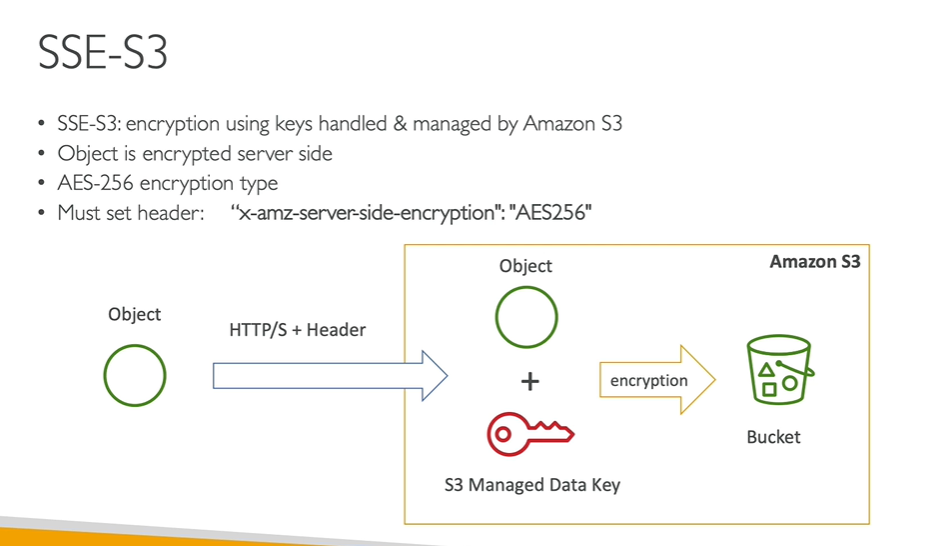 SSE-S3
• SSE-S3: encryption using keys handled & managed by Amazon S3
• Object is encrypted server side
• AES-256 encryption type
• Must set header: “x-amz-server-side-encryption": "AES256"
Object
HTTP/S + Header
Amazon S3
Object
+
S3 Managed Data Key
encryption
Bucket